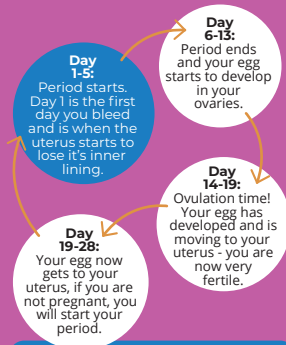 Day
1-5:
Period starts.
Day 1 is the first
day you bleed
and is when the
uterus starts to
lose it's inner
lining.
Day
6-13:
Period ends
and your egg
starts to develop
in your
ovaries.
Day
14-19:
Ovulation time!
Your egg has
developed and is
moving to your
uterus - you are
now very
fertile.
Day
19-28:
Your egg now
gets to your
uterus, if you are
not pregnant, you
will start your
period.